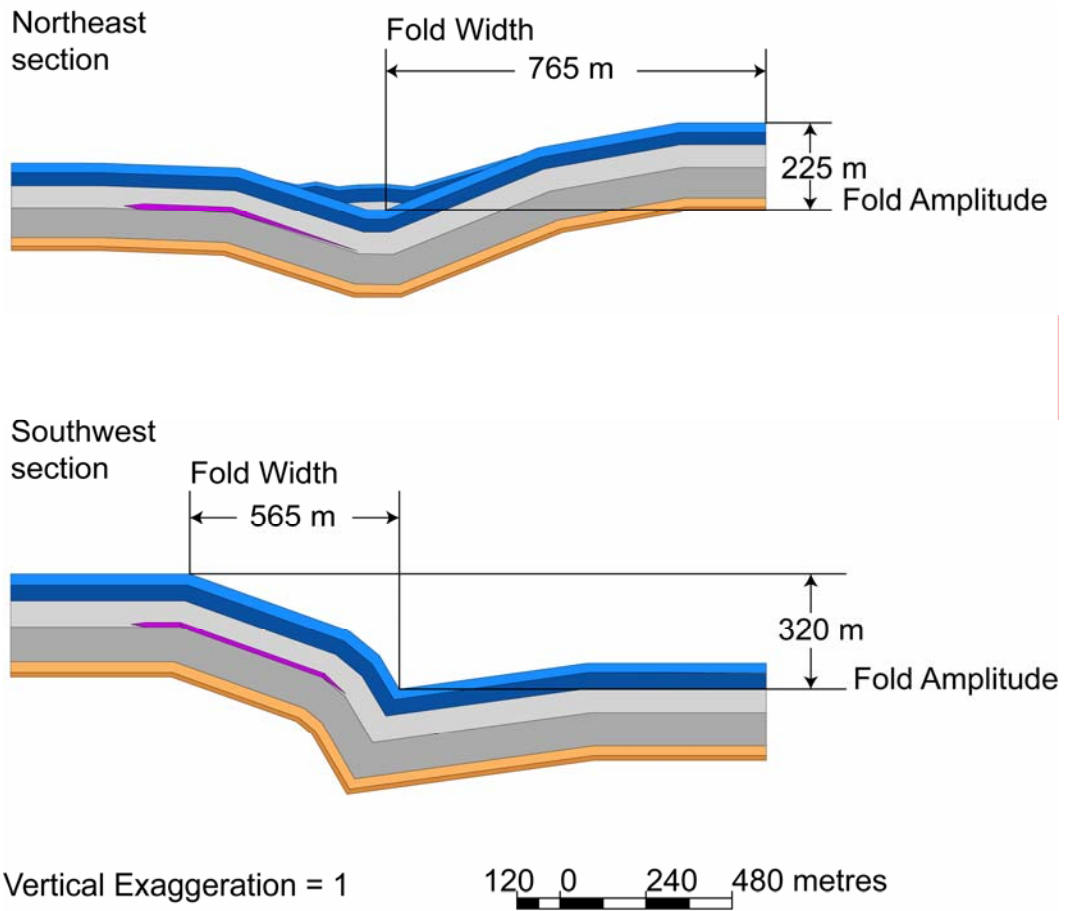 Northeast
section
Fold Width
765 m
225 m
Fold Amplitude
Southwest
section
Fold Width
565 m
320 m
Fold Amplitude
Vertical Exaggeration = 1
120 0 240 480 metres